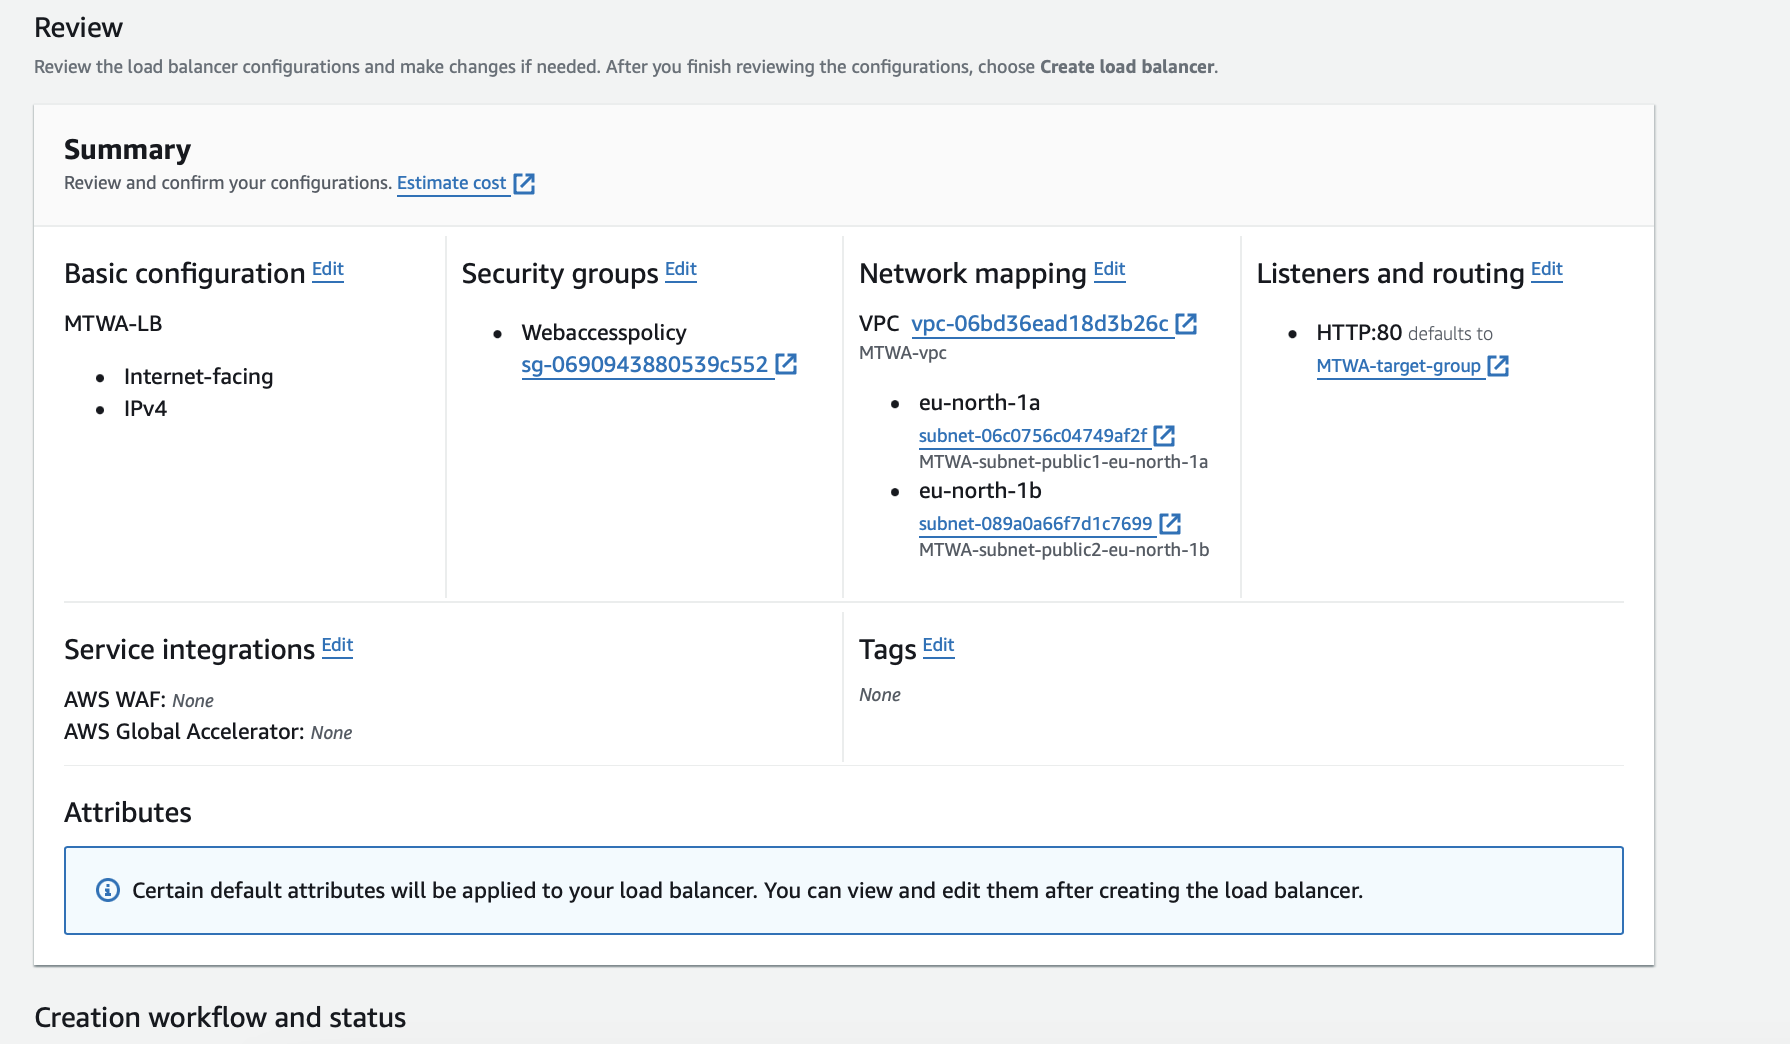 Review
Review the load balancer configurations and make changes if needed. After you finish reviewing the configurations, choose Create load balancer.
Summary
Review and confirm your configurations. Estimate cost
Basic configuration Edit
MTWA-LB
Internet-facing
IPv4
Security groups Edit
Webaccesspolicy
sg-0690943880539c552
Network mapping Edit
VPC vpc-06bd36ead18d3b26c
MTWA-vpc
eu-north-1a
subnet-06c0756c04749af2f
MTWA-subnet-public1-eu-north-1a
eu-north-1b
subnet-089a0a66f7d1c7699
MTWA-subnet-public2-eu-north-1b
Listeners and routing Edit
HTTP:80 defaults to
MTWA-target-group
Service integrations Edit
AWS WAF: None
AWS Global Accelerator: None
Tags Edit
None
Attributes
Certain default attributes will be applied to your load balancer. You can view and edit them after creating the load balancer.
Creation workflow and status